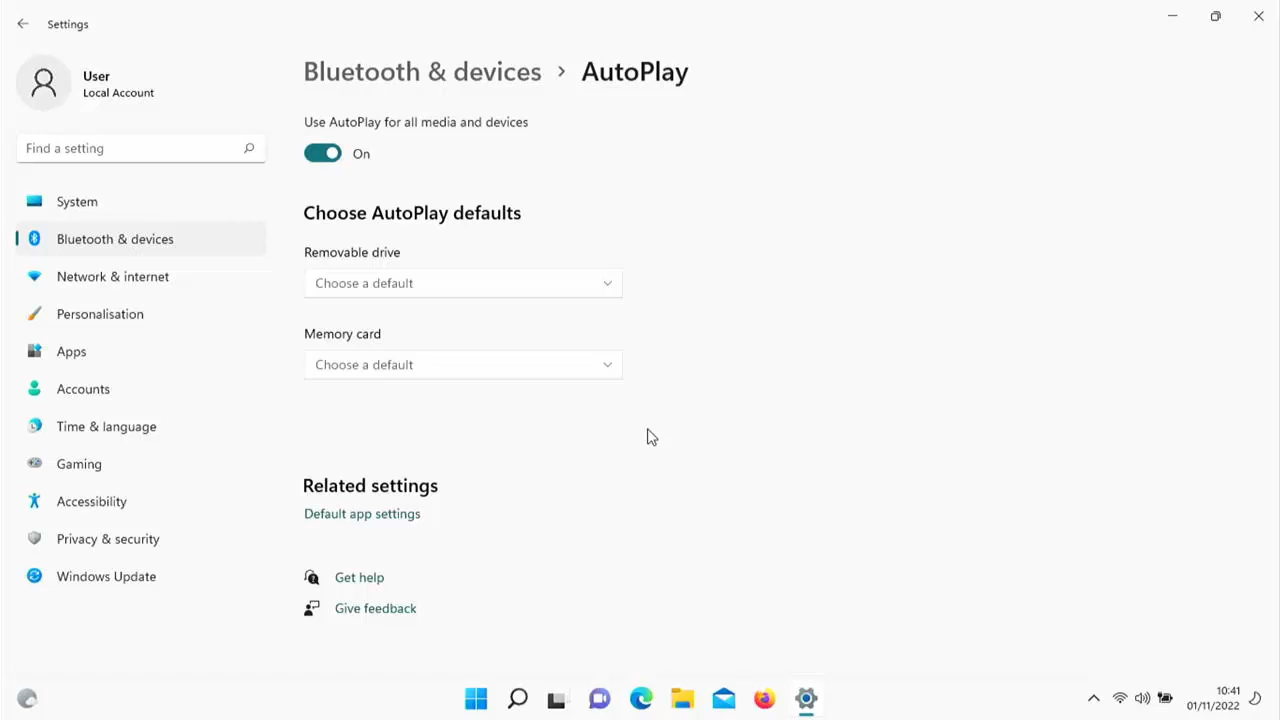 Settings
User
Local Account
Find a setting
System
Bluetooth & devices
Network & internet
Personalisation
Apps
Accounts
Time & language
Gaming
Accessibility
Privacy & security
Windows Update
Bluetooth & devices > AutoPlay
Use AutoPlay for all media and devices
On
Choose AutoPlay defaults
Removable drive
Choose a default
Memory card
Choose a default
Related settings
Default app settings
Get help
Give feedback
10:41
01/11/2022